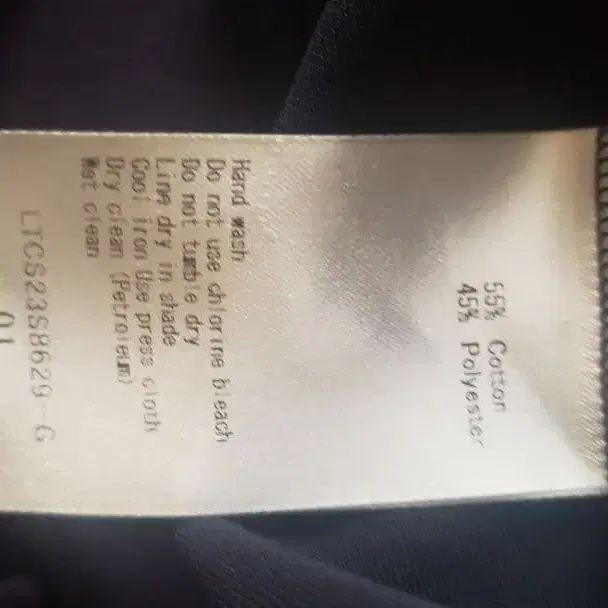 55% Cotton
45% Polyester
Hand wash
Do not use chlorine bleach
Do not tumble dry
Line dry in shade
Cool iron Use press cloth
Dry clean (Petroleum)
Wet clean
LTCS23S8629-G
01